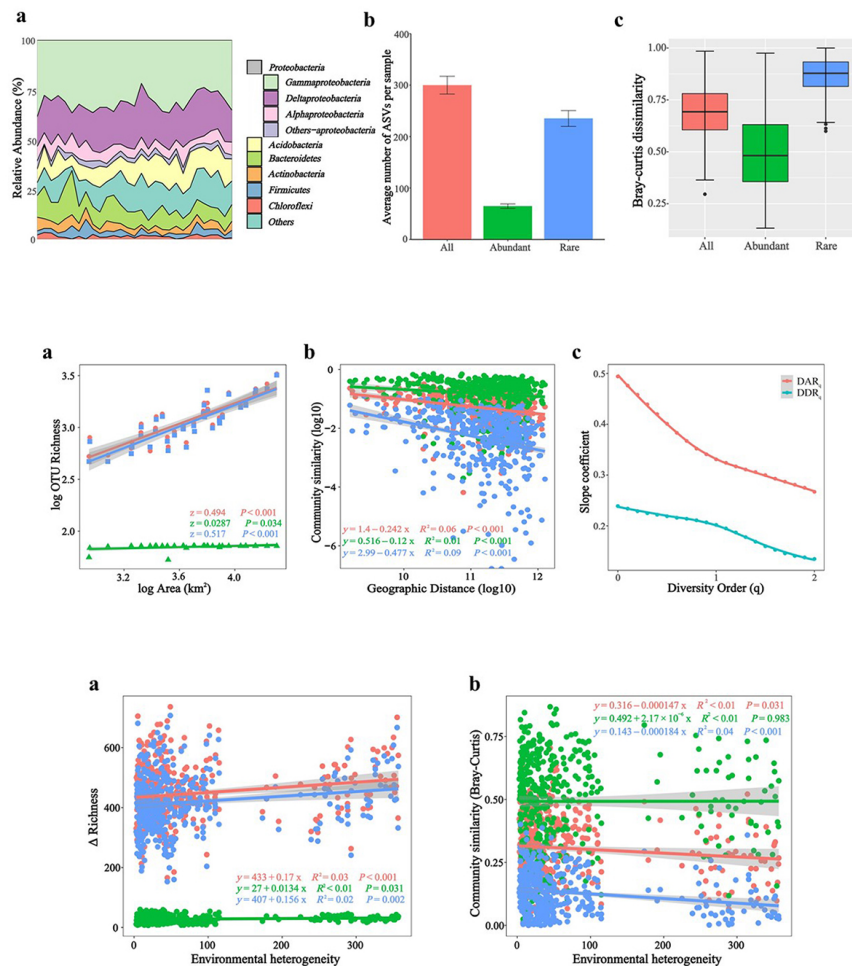 a
Relative Abundance (%)
100
75
50
25
0
Proteobacteria
Gammaproteobacteria
Deltaproteobacteria
Alphaproteobacteria
Others-aproteobacteria
Acidobacteria
Bacteroidetes
Actinobacteria
Firmicutes
Chloroflexi
Others
b
Average number of ASVs per sample
400
300
200
100
0
All Abundant Rare
c
Bray-curtis dissimilarity
1.00
0.75
0.50
0.25
All Abundant Rare
a
log OTU Richness
3.5
3.0
2.5
2.0
z = 0.494 P < 0.001
z = 0.0287 P = 0.034
z = 0.517 P < 0.001
3.2 3.6 4.0
log Area (km²)
b
Community similarity (log10)
0
−2
−4
−6
y = 1.4 − 0.242 x R² = 0.06 P < 0.001
y = 0.516 − 0.12 x R² = 0.01 P < 0.001
y = 2.99 − 0.477 x R² = 0.09 P < 0.001
10 11 12
Geographic Distance (log10)
c
Slope coefficient
0.5
0.4
0.3
0.2
DAR
DDR
0 1 2
Diversity Order (q)
a
Δ Richness
600
400
200
0
y = 433 + 0.17 x R² = 0.03 P < 0.001
y = 27 + 0.0134 x R² < 0.01 P = 0.031
y = 407 + 0.156 x R² = 0.02 P = 0.002
0 100 200 300
Environmental heterogeneity
b
Community similarity (Bray-Curtis)
0.75
0.50
0.25
0.00
y = 0.316 − 0.000147 x R² < 0.01 P = 0.031
y = 0.492 + 2.17 × 10⁻⁶ x R² < 0.01 P = 0.983
y = 0.143 − 0.000184 x R² = 0.04 P < 0.001
0 100 200 300
Environmental heterogeneity